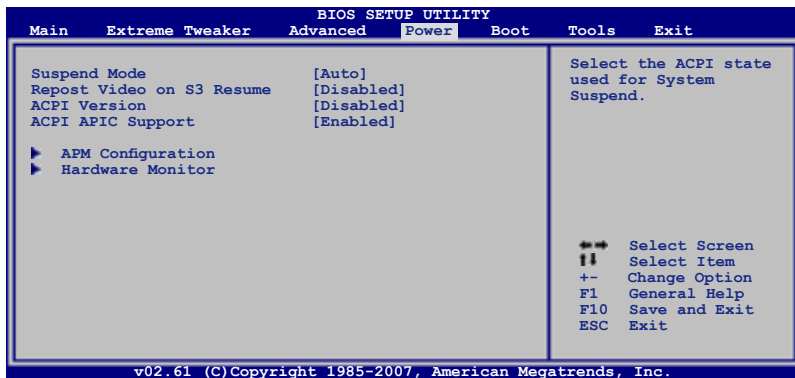 BIOS SETUP UTILITY
Main Extreme Tweaker Advanced Power Boot Tools Exit
Suspend Mode [Auto]
Repost Video on S3 Resume [Disabled]
ACPI Version [Disabled]
ACPI APIC Support [Enabled]
APM Configuration
Hardware Monitor
Select the ACPI state
used for System
Suspend.
←→ Select Screen
↑↓ Select Item
+- Change Option
F1 General Help
F10 Save and Exit
ESC Exit
v02.61 (C)Copyright 1985-2007, American Megatrends, Inc.